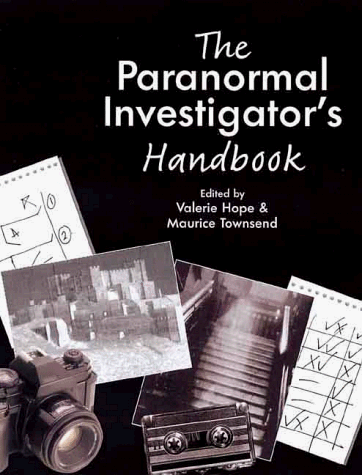 The
Paranormal
Investigator's
Handbook
Edited by
Valerie Hope &
Maurice Townsend